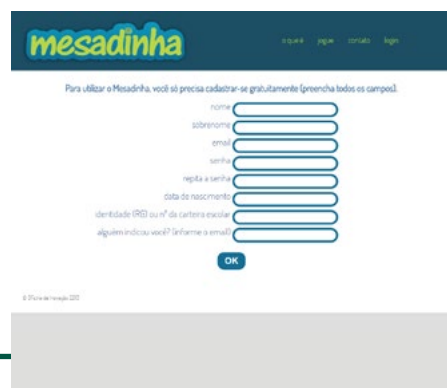 mesadinha
o que é jogue contato login
Para utilizar o Mesadinha, você só precisa cadastrar-se gratuitamente (preencha todos os campos).
nome
sobrenome
email
senha
repita a senha
data de nascimento
identidade (RG) ou nº da carteira escolar
alguém indicou você? (informe o email)
OK